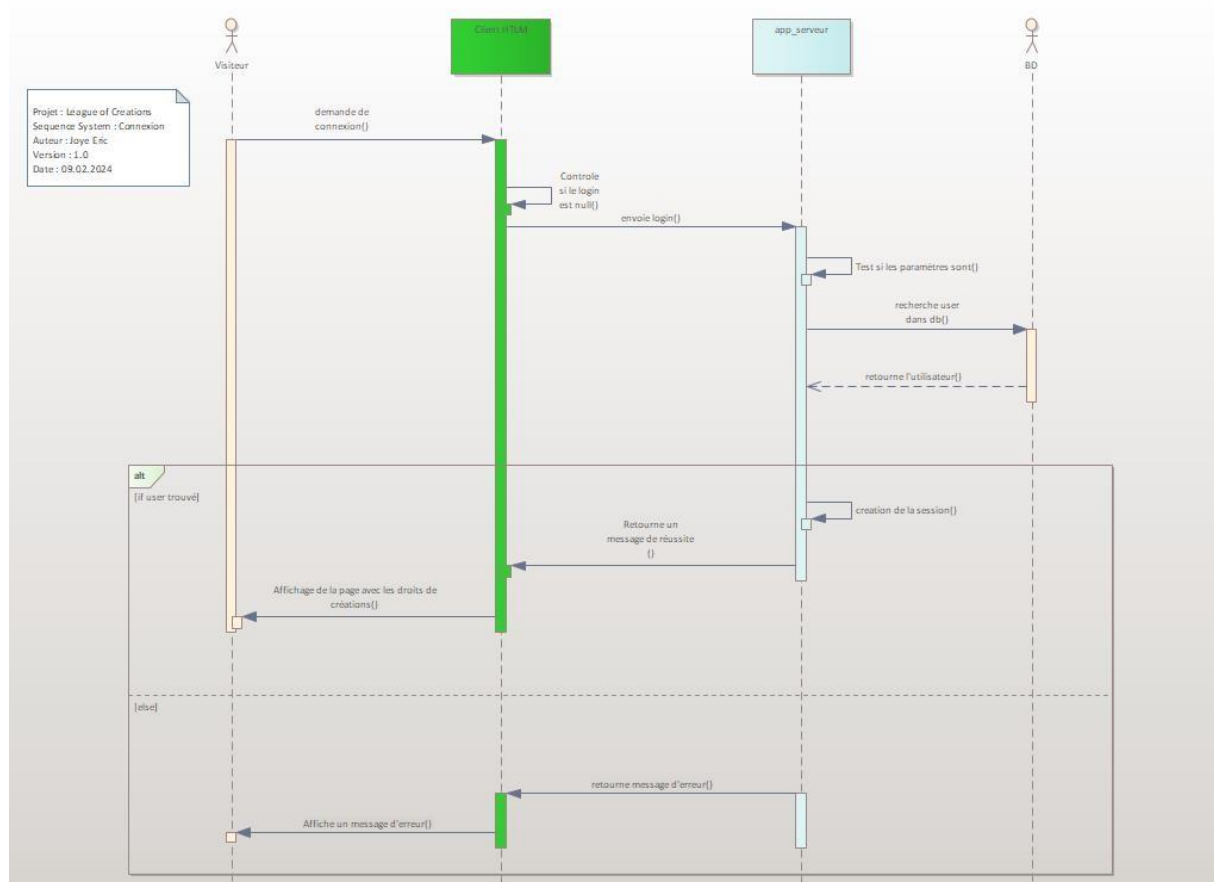 Client HTLM
app_serveur
Visiteur
BD
Projet : League of Creations
Sequence System : Connexion
Auteur : Joye Eric
Version : 1.0
Date : 09.02.2024
demande de
connexion()
Controle
si le login
est null()
envoie login()
Test si les paramètres sont()
recherche user
dans db()
retourne l'utilisateur()
alt
[if user trouvé]
creation de la session()
Retourne un
message de réussite
()
Affichage de la page avec les droits de
créations()
[else]
retourne message d'erreur()
Affiche un message d'erreur()